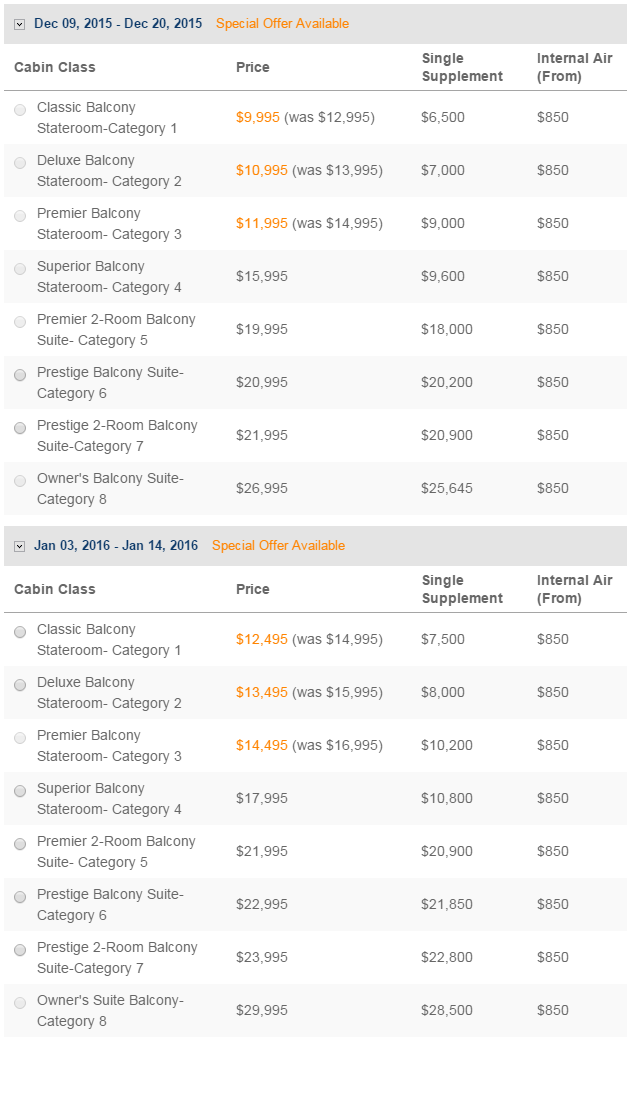 Dec 09, 2015 - Dec 20, 2015 Special Offer Available
Cabin Class Price Single Supplement Internal Air (From)
Classic Balcony
Stateroom-Category 1 $9,995 (was $12,995) $6,500 $850
Deluxe Balcony
Stateroom- Category 2 $10,995 (was $13,995) $7,000 $850
Premier Balcony
Stateroom- Category 3 $11,995 (was $14,995) $9,000 $850
Superior Balcony
Stateroom- Category 4 $15,995 $9,600 $850
Premier 2-Room Balcony
Suite- Category 5 $19,995 $18,000 $850
Prestige Balcony Suite-
Category 6 $20,995 $20,200 $850
Prestige 2-Room Balcony
Suite-Category 7 $21,995 $20,900 $850
Owner's Balcony Suite-
Category 8 $26,995 $25,645 $850
Jan 03, 2016 - Jan 14, 2016 Special Offer Available
Cabin Class Price Single Supplement Internal Air (From)
Classic Balcony
Stateroom- Category 1 $12,495 (was $14,995) $7,500 $850
Deluxe Balcony
Stateroom- Category 2 $13,495 (was $15,995) $8,000 $850
Premier Balcony
Stateroom- Category 3 $14,495 (was $16,995) $10,200 $850
Superior Balcony
Stateroom- Category 4 $17,995 $10,800 $850
Premier 2-Room Balcony
Suite- Category 5 $21,995 $20,900 $850
Prestige Balcony Suite-
Category 6 $22,995 $21,850 $850
Prestige 2-Room Balcony
Suite-Category 7 $23,995 $22,800 $850
Owner's Suite Balcony-
Category 8 $29,995 $28,500 $850